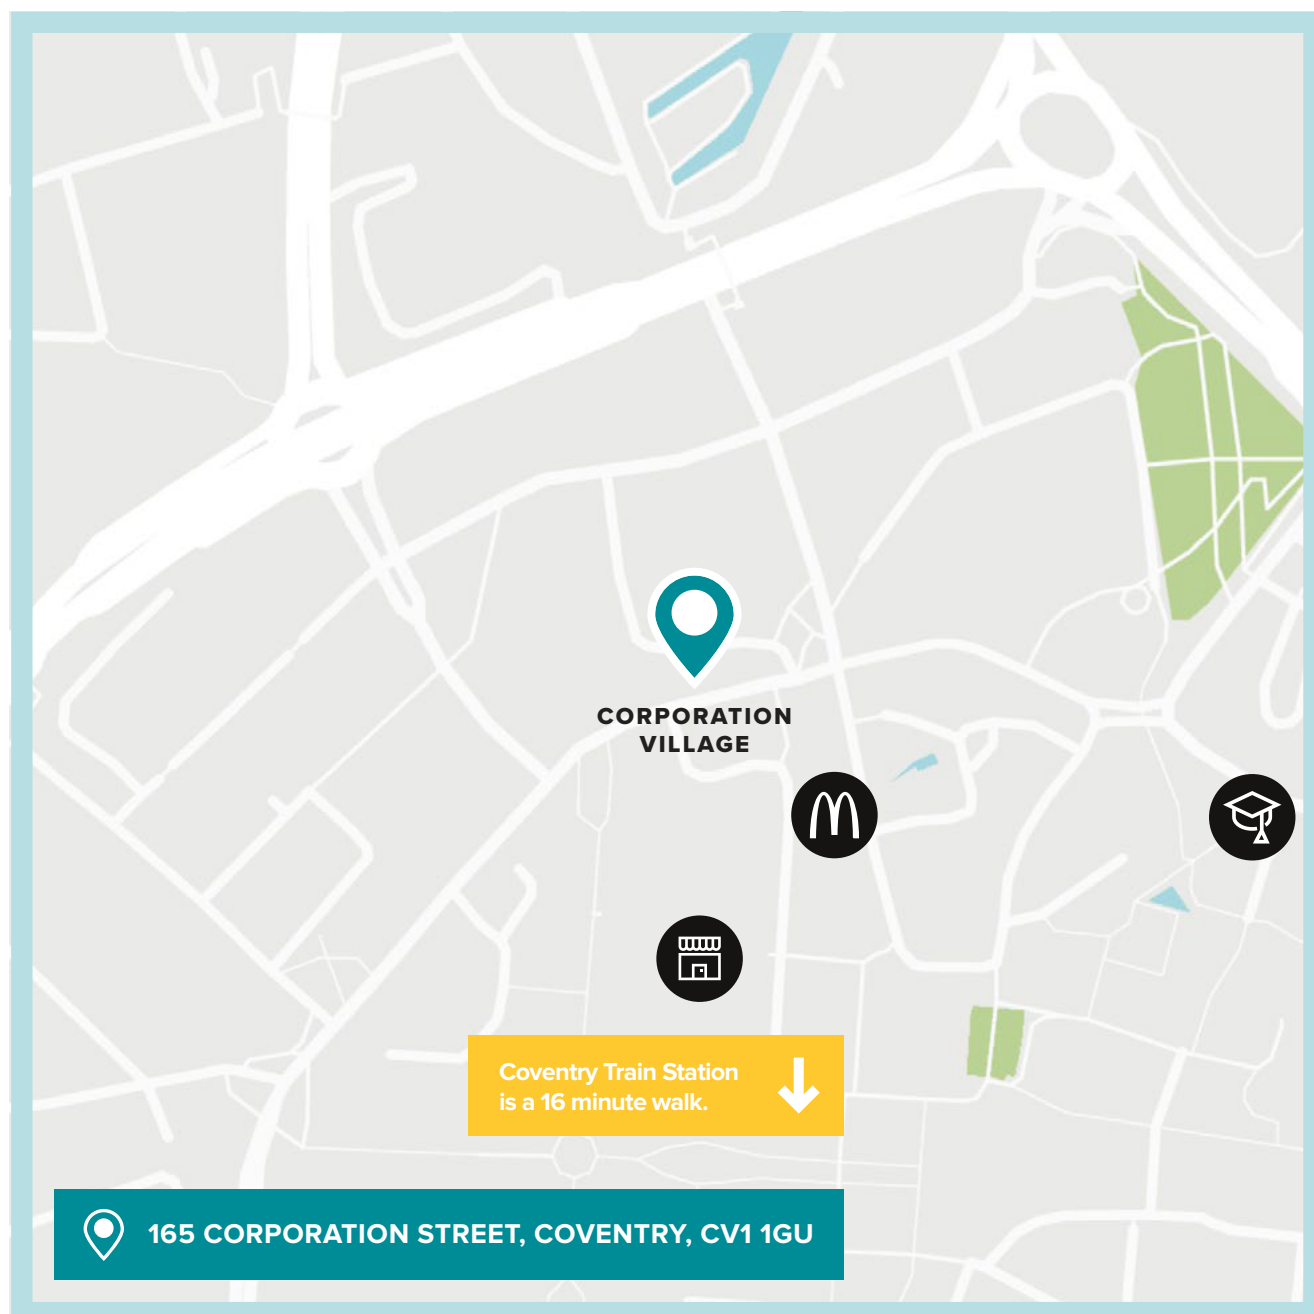 CORPORATION
VILLAGE
Coventry Train Station
is a 16 minute walk.
165 CORPORATION STREET, COVENTRY, CV1 1GU